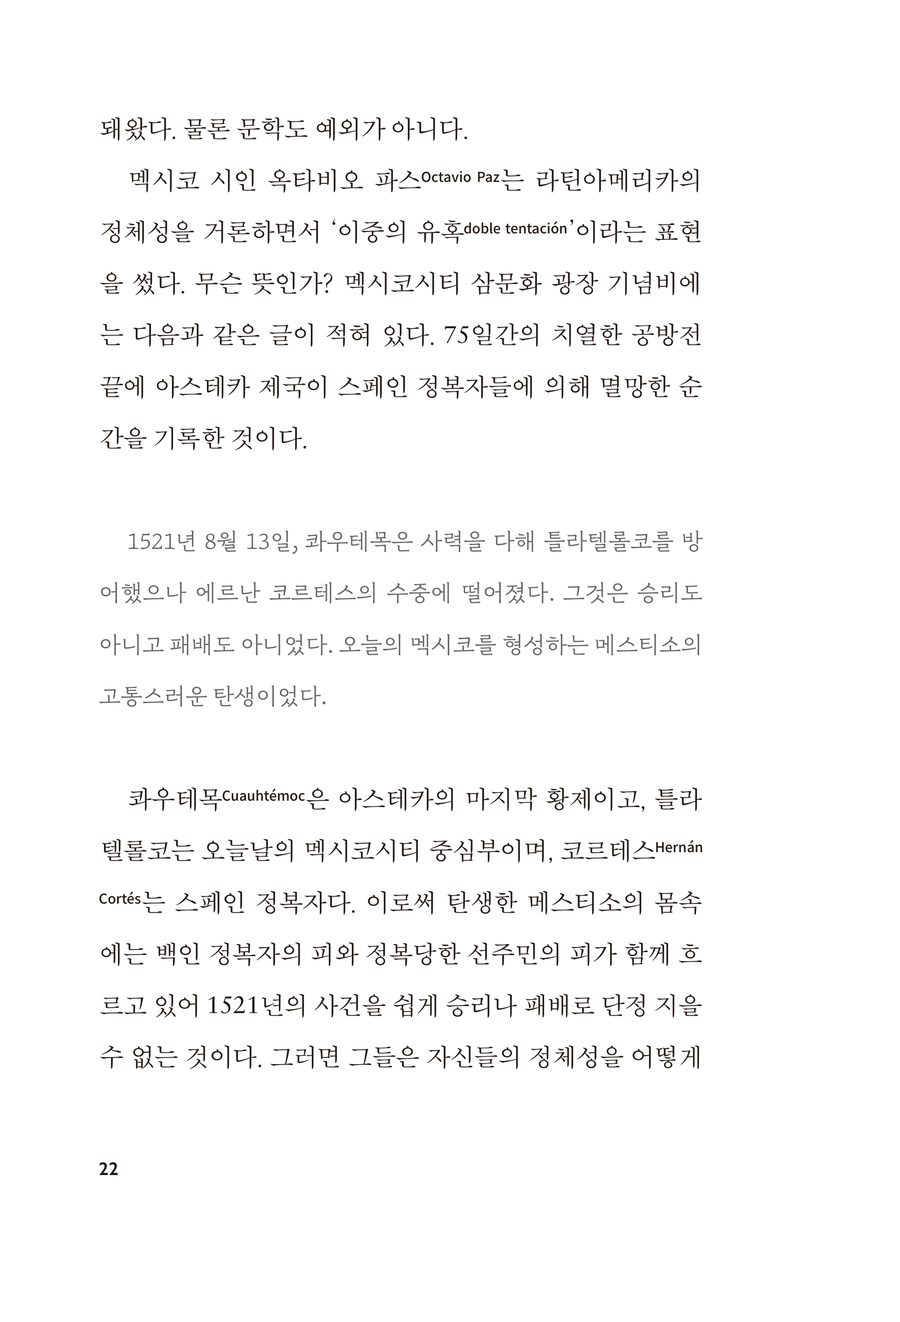 돼왔다. 물론 문학도 예외가 아니다.
멕시코 시인 옥타비오 파스Octavio Paz는 라틴아메리카의
정체성을 거론하면서 ‘이중의 유혹doble tentación’이라는 표현
을 썼다. 무슨 뜻인가? 멕시코시티 삼문화 광장 기념비에
는 다음과 같은 글이 적혀 있다. 75일간의 치열한 공방전
끝에 아스테카 제국이 스페인 정복자들에 의해 멸망한 순
간을 기록한 것이다.
1521년 8월 13일, 콰우테목은 사력을 다해 틀라텔롤코를 방
어했으나 에르난 코르테스의 수중에 떨어졌다. 그것은 승리도
아니고 패배도 아니었다. 오늘의 멕시코를 형성하는 메스티소의
고통스러운 탄생이었다.
콰우테목Cuauhtémoc은 아스테카의 마지막 황제이고, 틀라
텔롤코는 오늘날의 멕시코시티 중심부이며, 코르테스Hernán
Cortés는 스페인 정복자다. 이로써 탄생한 메스티소의 몸속
에는 백인 정복자의 피와 정복당한 선주민의 피가 함께 흐
르고 있어 1521년의 사건을 쉽게 승리나 패배로 단정 지을
수 없는 것이다. 그러면 그들은 자신들의 정체성을 어떻게
22